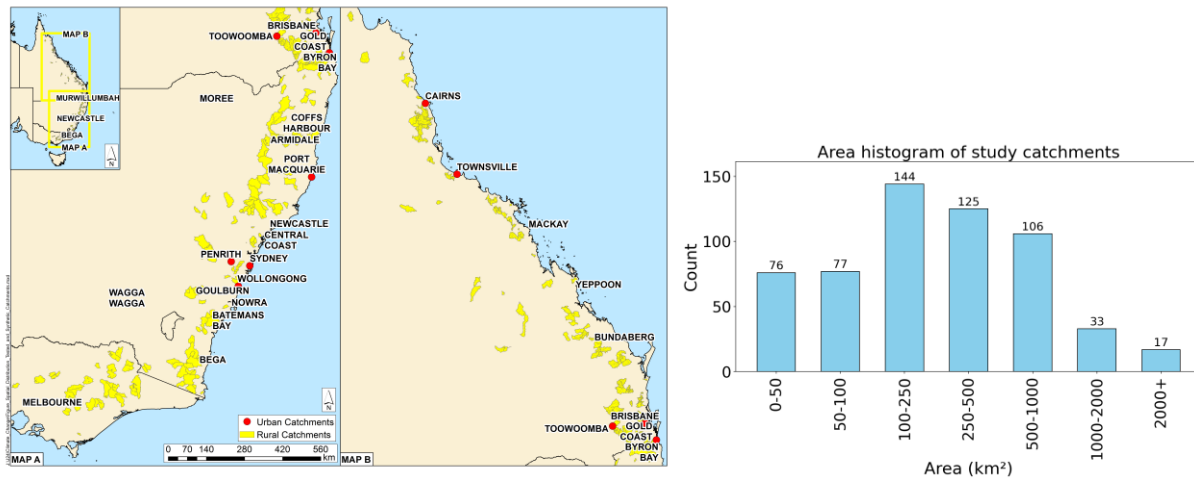 MAP B
MURWILLUMBAH
NEWCASTLE
BEGA
MAP A
N
BRISBANE
TOOWOOMBA
GOLD
COAST
BYRON
BAY
MOREE
COFFS
HARBOUR
ARMIDALE
PORT
MACQUARIE
NEWCASTLE
CENTRAL
COAST
PENRITH
SYDNEY
WOLLONGONG
GOULBURN
WAGGA
WAGGA
NOWRA
BATEMANS
BAY
BEGA
MELBOURNE
N
Urban Catchments
Rural Catchments
0 70 140 280 420 560
km
MAP A
CAIRNS
TOWNSVILLE
MACKAY
YEPPOON
BUNDABERG
BRISBANE
TOOWOOMBA
GOLD
COAST
BYRON
BAY
N
MAP B
Area histogram of study catchments
Count
150
100
50
0
76
77
144
125
106
33
17
0-50
50-100
100-250
250-500
500-1000
1000-2000
2000+
Area (km²)